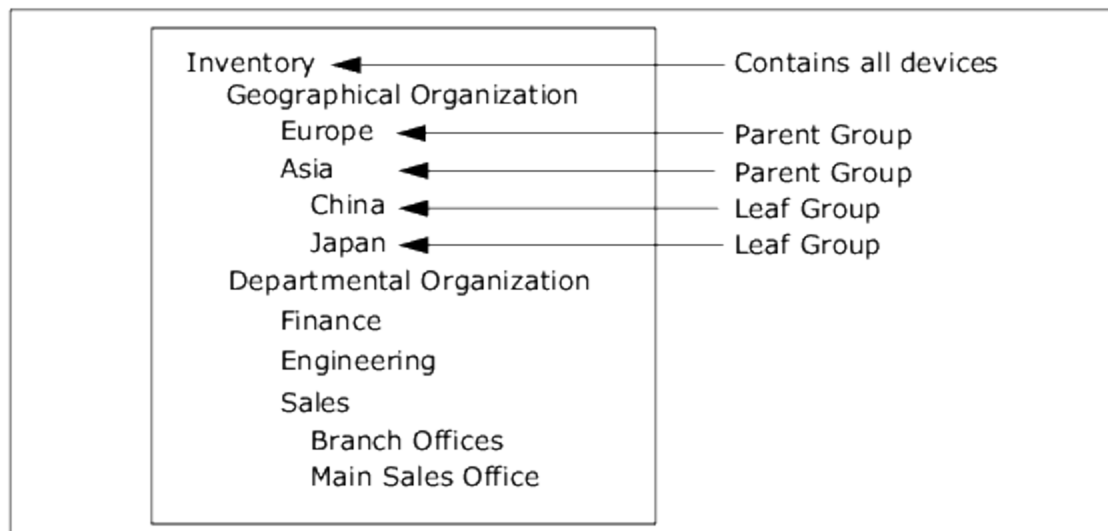 Inventory Contains all devices
Geographical Organization
Europe Parent Group
Asia Parent Group
China Leaf Group
Japan Leaf Group
Departmental Organization
Finance
Engineering
Sales
Branch Offices
Main Sales Office